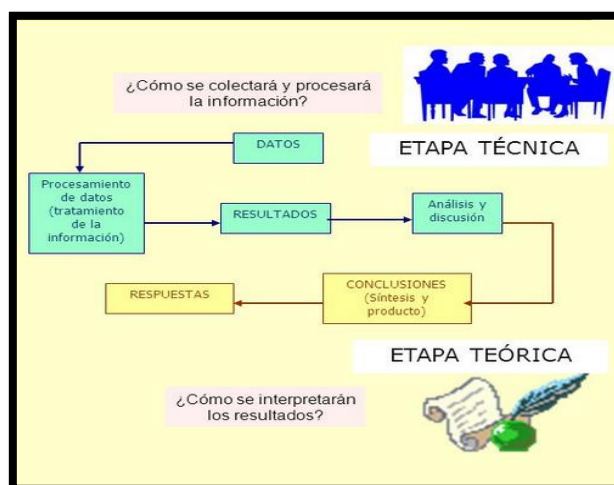 ¿Cómo se colectará y procesará
la información?
ETAPA TÉCNICA
DATOS
Procesamiento
de datos
(tratamiento
de la
información)
RESULTADOS
Análisis y
discusión
CONCLUSIONES
(Síntesis y
producto)
RESPUESTAS
ETAPA TEÓRICA
¿Cómo se interpretarán
los resultados?